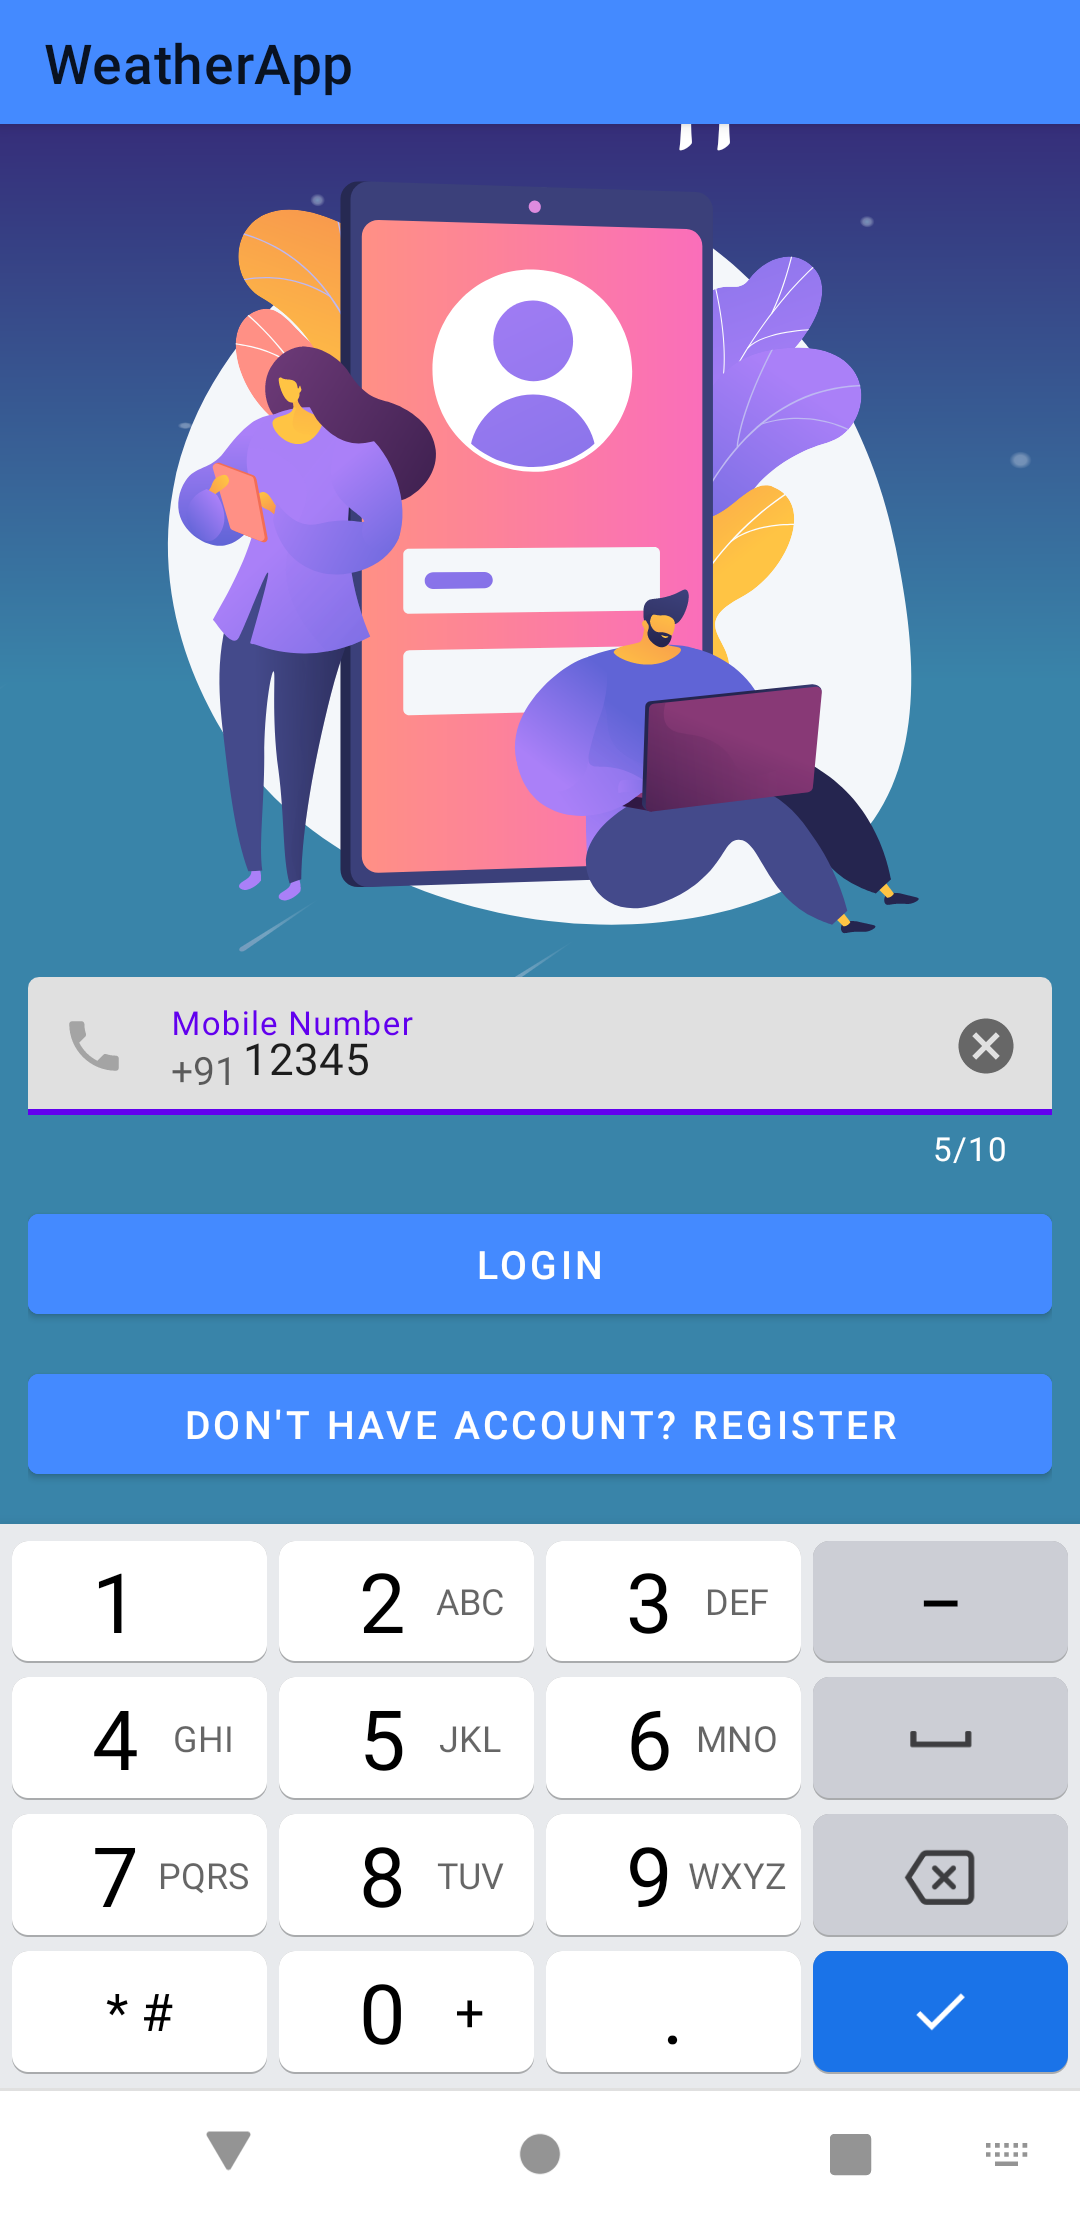 WeatherApp
Mobile Number
+91 12345
5/10
LOGIN
DON'T HAVE ACCOUNT? REGISTER
1 2 ABC 3 DEF –
4 GHI 5 JKL 6 MNO
7 PQRS 8 TUV 9 WXYZ
* # 0 + .